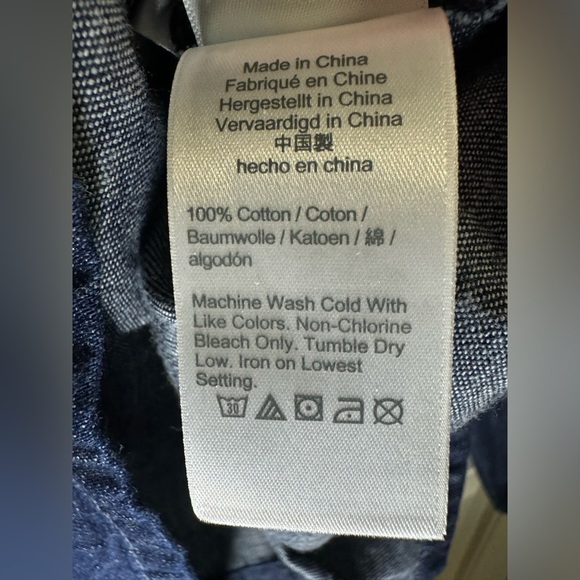 Made in China
Fabriqué en Chine
Hergestellt in China
Vervaardigd in China
中国製
hecho en china
100% Cotton / Coton /
Baumwolle / Katoen / 綿 /
algodón
Machine Wash Cold With
Like Colors. Non-Chlorine
Bleach Only. Tumble Dry
Low. Iron on Lowest
Setting.
30